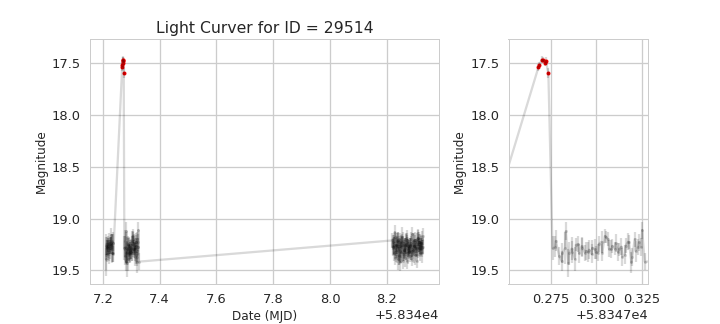 Light Curver for ID = 29514
Magnitude
17.5
18.0
18.5
19.0
19.5
7.2 7.4 7.6 7.8 8.0 8.2
Date (MJD)
+5.834e4
Magnitude
17.5
18.0
18.5
19.0
19.5
0.275 0.300 0.325
+5.8347e4